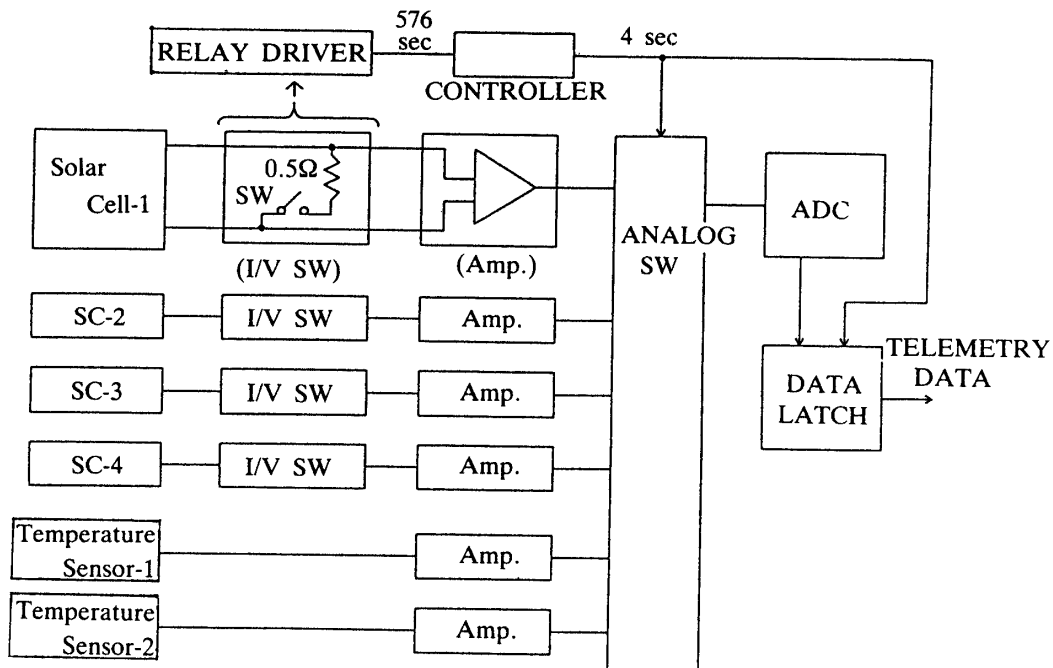 576
sec
4 sec
RELAY DRIVER
CONTROLLER
Solar
Cell-1
0.5Ω
SW
(I/V SW)
(Amp.)
ANALOG
SW
ADC
SC-2
I/V SW
Amp.
SC-3
I/V SW
Amp.
SC-4
I/V SW
Amp.
DATA
LATCH
TELEMETRY
DATA
Temperature
Sensor-1
Amp.
Temperature
Sensor-2
Amp.